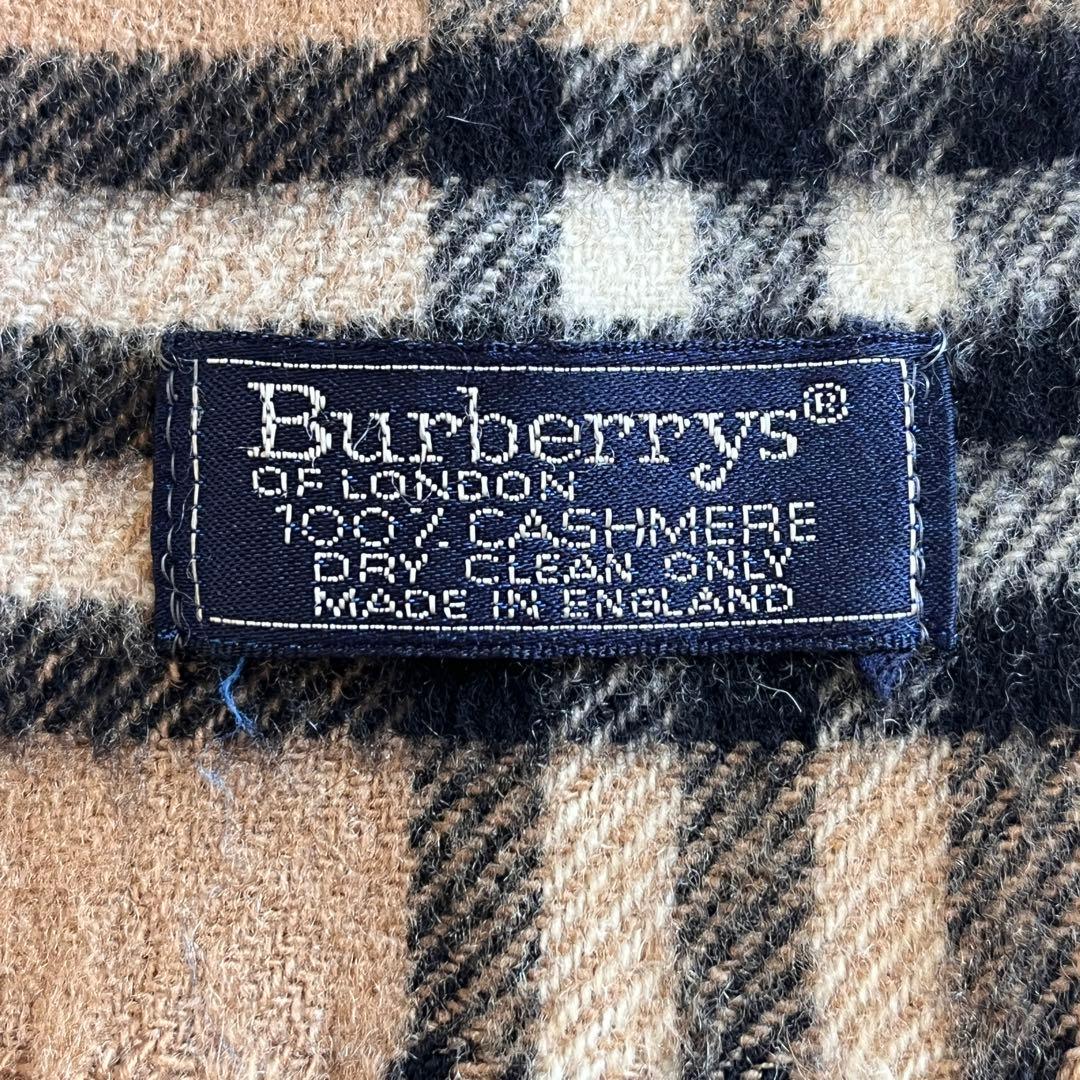 Burberrys®
OF LONDON
100% CASHMERE
DRY CLEAN ONLY
MADE IN ENGLAND